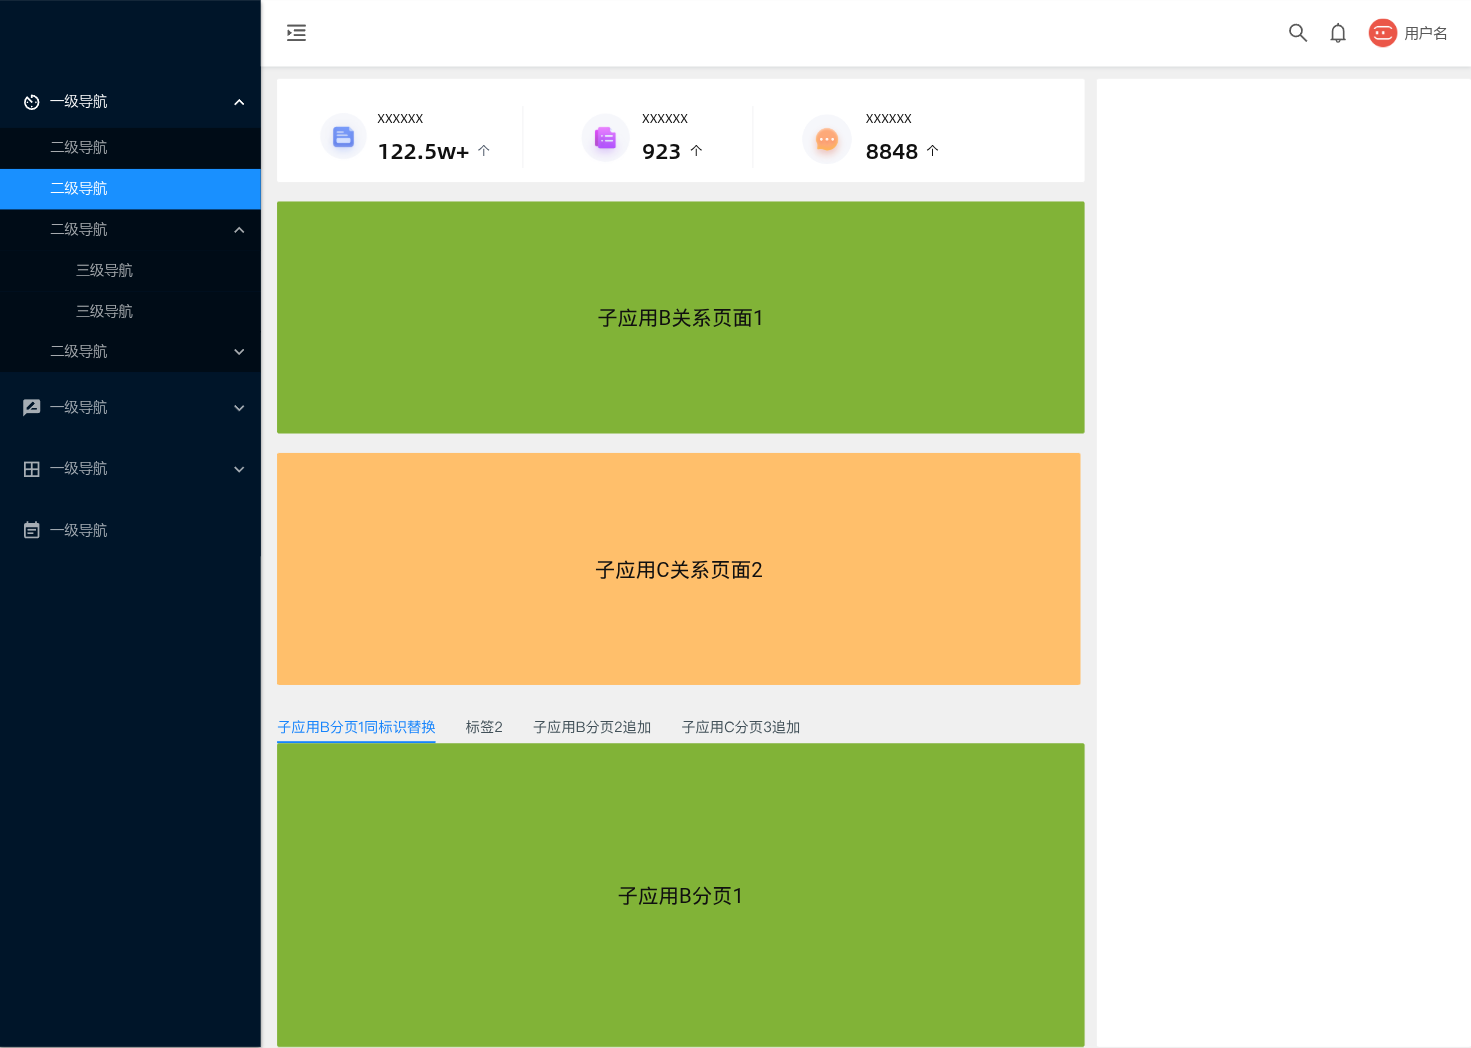 用户名
一级导航
二级导航
二级导航
二级导航
三级导航
三级导航
二级导航
一级导航
一级导航
一级导航
xxxxxx
122.5w+
xxxxxx
923
xxxxxx
8848
子应用B关系页面1
子应用C关系页面2
子应用B分页1同标识替换 标签2 子应用B分页2追加 子应用C分页3追加
子应用B分页1